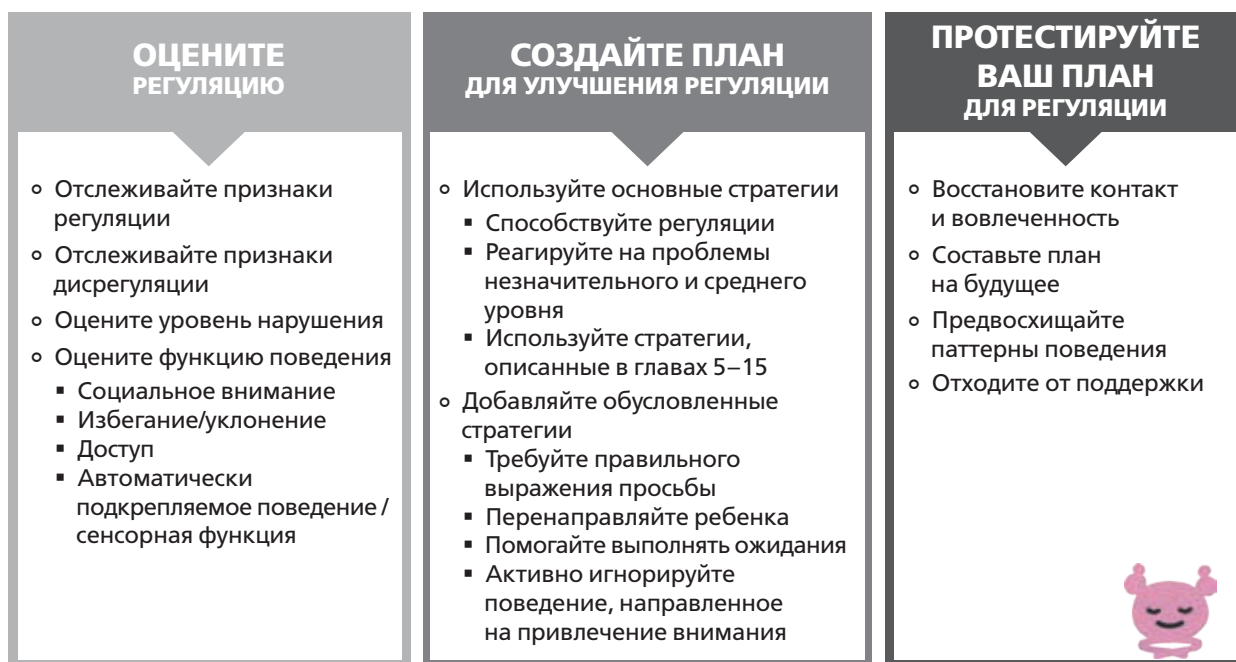 ОЦЕНИТЕ
РЕГУЛЯЦИЮ
◦ Отслеживайте признаки
регуляции
◦ Отслеживайте признаки
дисрегуляции
◦ Оцените уровень нарушения
◦ Оцените функцию поведения
▪ Социальное внимание
▪ Избегание/уклонение
▪ Доступ
▪ Автоматически
подкрепляемое поведение /
сенсорная функция
СОЗДАЙТЕ ПЛАН
ДЛЯ УЛУЧШЕНИЯ РЕГУЛЯЦИИ
◦ Используйте основные стратегии
▪ Способствуйте регуляции
▪ Реагируйте на проблемы
незначительного и среднего
уровня
▪ Используйте стратегии,
описанные в главах 5–15
◦ Добавляйте обусловленные
стратегии
▪ Требуйте правильного
выражения просьбы
▪ Перенаправляйте ребенка
▪ Помогайте выполнять ожидания
▪ Активно игнорируйте
поведение, направленное
на привлечение внимания
ПРОТЕСТИРУЙТЕ
ВАШ ПЛАН
ДЛЯ РЕГУЛЯЦИИ
◦ Восстановите контакт
и вовлеченность
◦ Составьте план
на будущее
◦ Предвосхищайте
паттерны поведения
◦ Отходите от поддержки